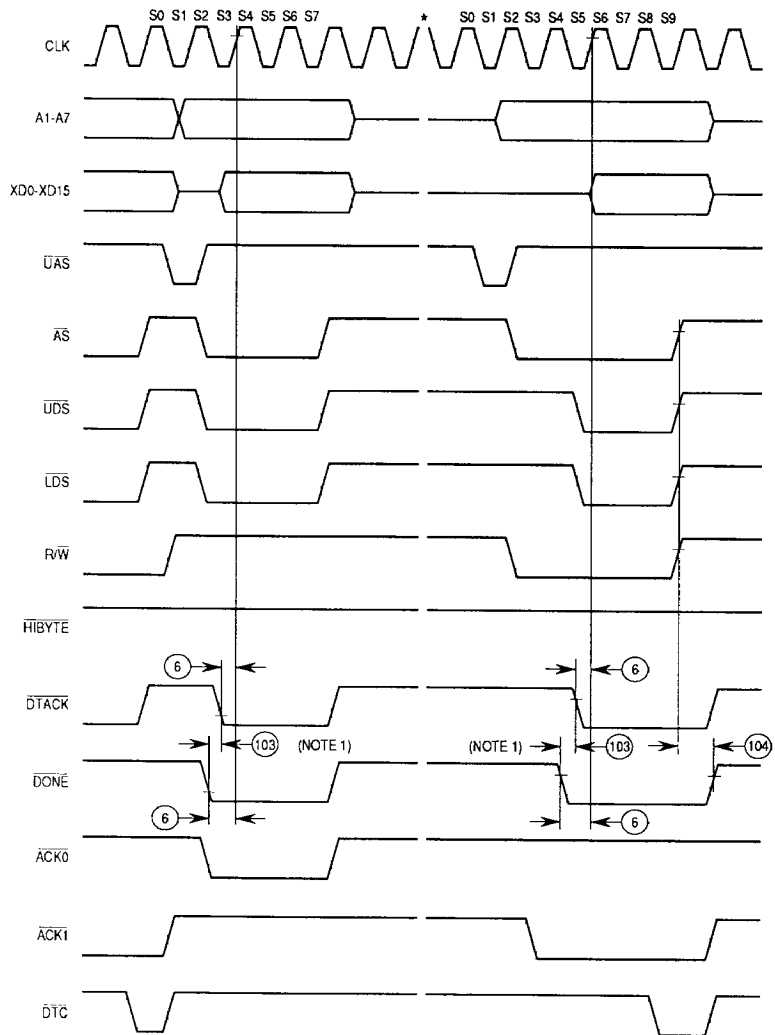 S0 S1 S2 S3 S4 S5 S6 S7 * S0 S1 S2 S3 S4 S5 S6 S7 S8 S9
CLK
A1-A7
XD0-XD15
UAS
AS
UDS
LDS
R/W
HIBYTE
6 6
DTACK
103 (NOTE 1) (NOTE 1) 103 104
DONE
6 6
ACK0
ACK1
DTC